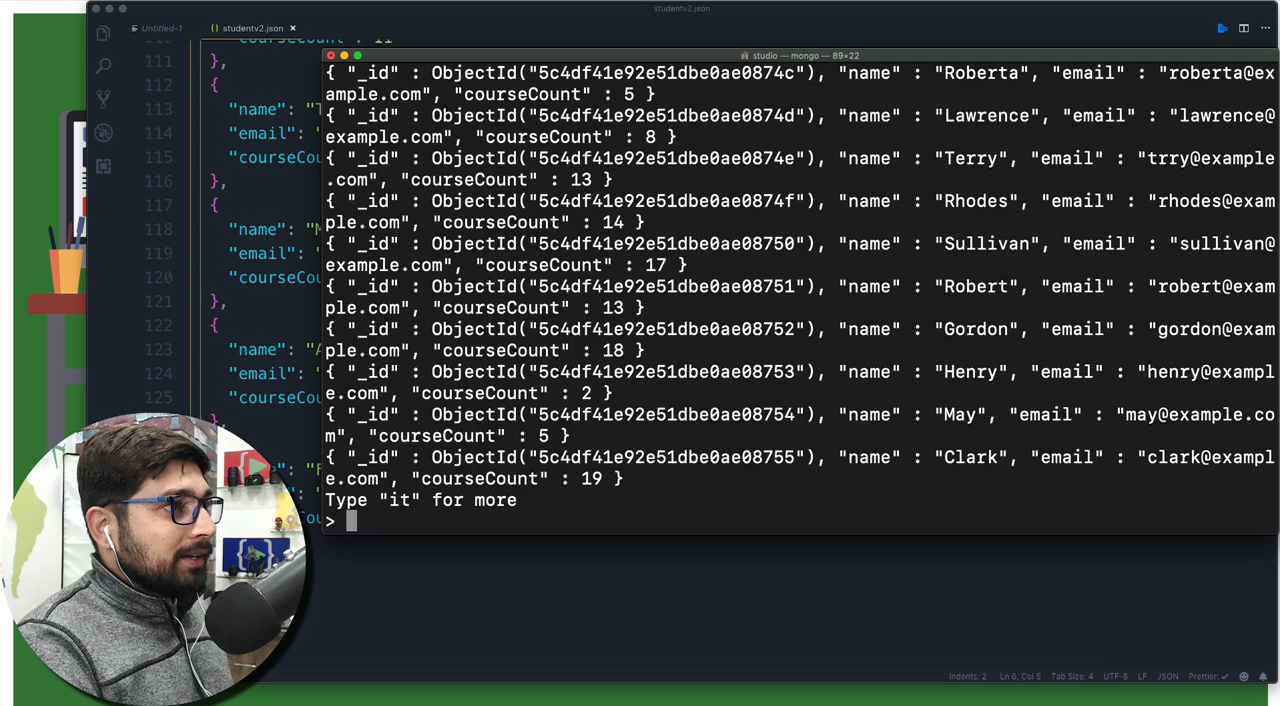 studentv2.json
Untitled-1
studentv2.json
studio — mongo — 89×22
111
},
112
{
113
"name":
114
"email":
115
"courseCou
116
},
117
{
118
"name":
119
"email":
120
"courseCou
121
},
122
{
123
"name":
124
"email":
125
"courseCou
{ "_id" : ObjectId("5c4df41e92e51dbe0ae0874c"), "name" : "Roberta", "email" : "roberta@ex
ample.com", "courseCount" : 5 }
{ "_id" : ObjectId("5c4df41e92e51dbe0ae0874d"), "name" : "Lawrence", "email" : "lawrence@
example.com", "courseCount" : 8 }
{ "_id" : ObjectId("5c4df41e92e51dbe0ae0874e"), "name" : "Terry", "email" : "trry@example
.com", "courseCount" : 13 }
{ "_id" : ObjectId("5c4df41e92e51dbe0ae0874f"), "name" : "Rhodes", "email" : "rhodes@exam
ple.com", "courseCount" : 14 }
{ "_id" : ObjectId("5c4df41e92e51dbe0ae08750"), "name" : "Sullivan", "email" : "sullivan@
example.com", "courseCount" : 17 }
{ "_id" : ObjectId("5c4df41e92e51dbe0ae08751"), "name" : "Robert", "email" : "robert@exam
ple.com", "courseCount" : 13 }
{ "_id" : ObjectId("5c4df41e92e51dbe0ae08752"), "name" : "Gordon", "email" : "gordon@exam
ple.com", "courseCount" : 18 }
{ "_id" : ObjectId("5c4df41e92e51dbe0ae08753"), "name" : "Henry", "email" : "henry@exampl
e.com", "courseCount" : 2 }
{ "_id" : ObjectId("5c4df41e92e51dbe0ae08754"), "name" : "May", "email" : "may@example.co
m", "courseCount" : 5 }
{ "_id" : ObjectId("5c4df41e92e51dbe0ae08755"), "name" : "Clark", "email" : "clark@exampl
e.com", "courseCount" : 19 }
Type "it" for more
>
Indents: 2 Ln 6, Col 5 Tab Size: 4 UTF-8 LF JSON Prettier: ✓